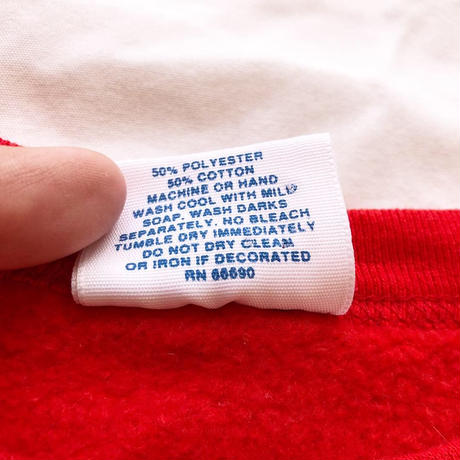 50% POLYESTER
50% COTTON
MACHINE OR HAND
WASH COOL WITH MILD
SOAP. WASH DARKS
SEPARATELY. NO BLEACH
TUMBLE DRY IMMEDIATELY
DO NOT DRY CLEAN
OR IRON IF DECORATED
RN 66690